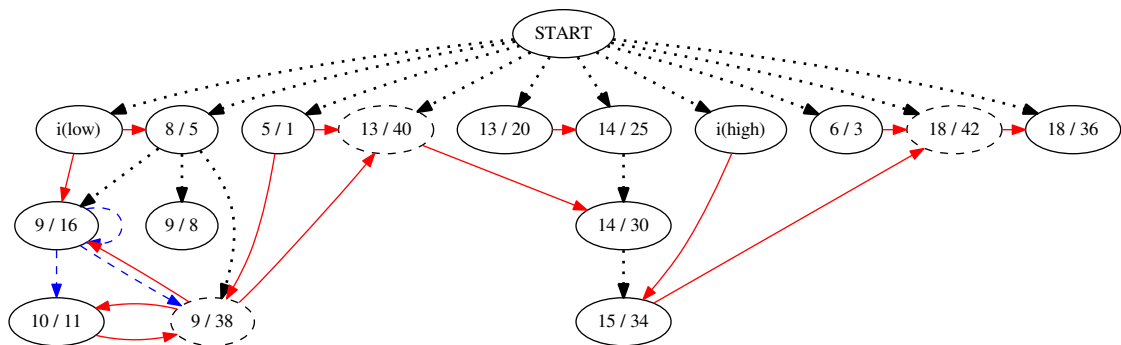 START
i(low)
8 / 5
5 / 1
13 / 40
13 / 20
14 / 25
i(high)
6 / 3
18 / 42
18 / 36
9 / 16
9 / 8
14 / 30
10 / 11
9 / 38
15 / 34